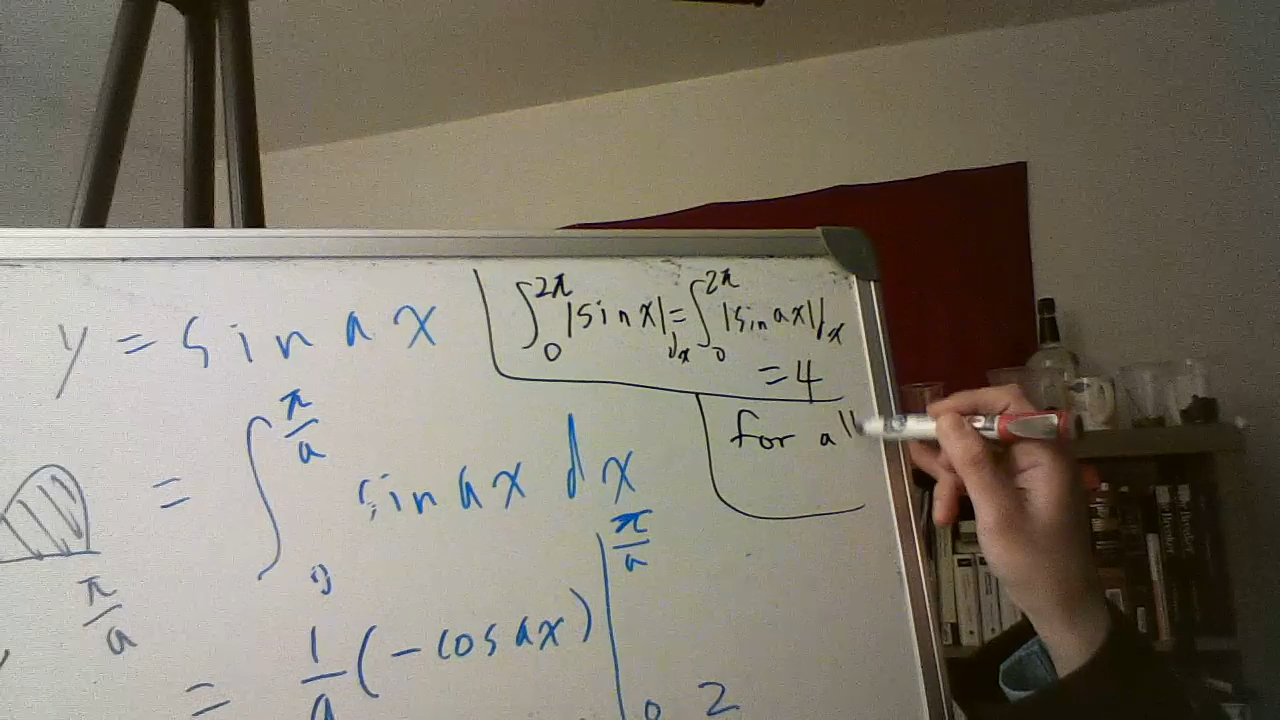 y = sin ax
∫₀^2π |sin x| dx = ∫₀^2π |sin ax| dx
= 4
for all
= ∫₀^π/a sin ax dx
π/a
= 1/a (-cos ax) |₀^π/a
2